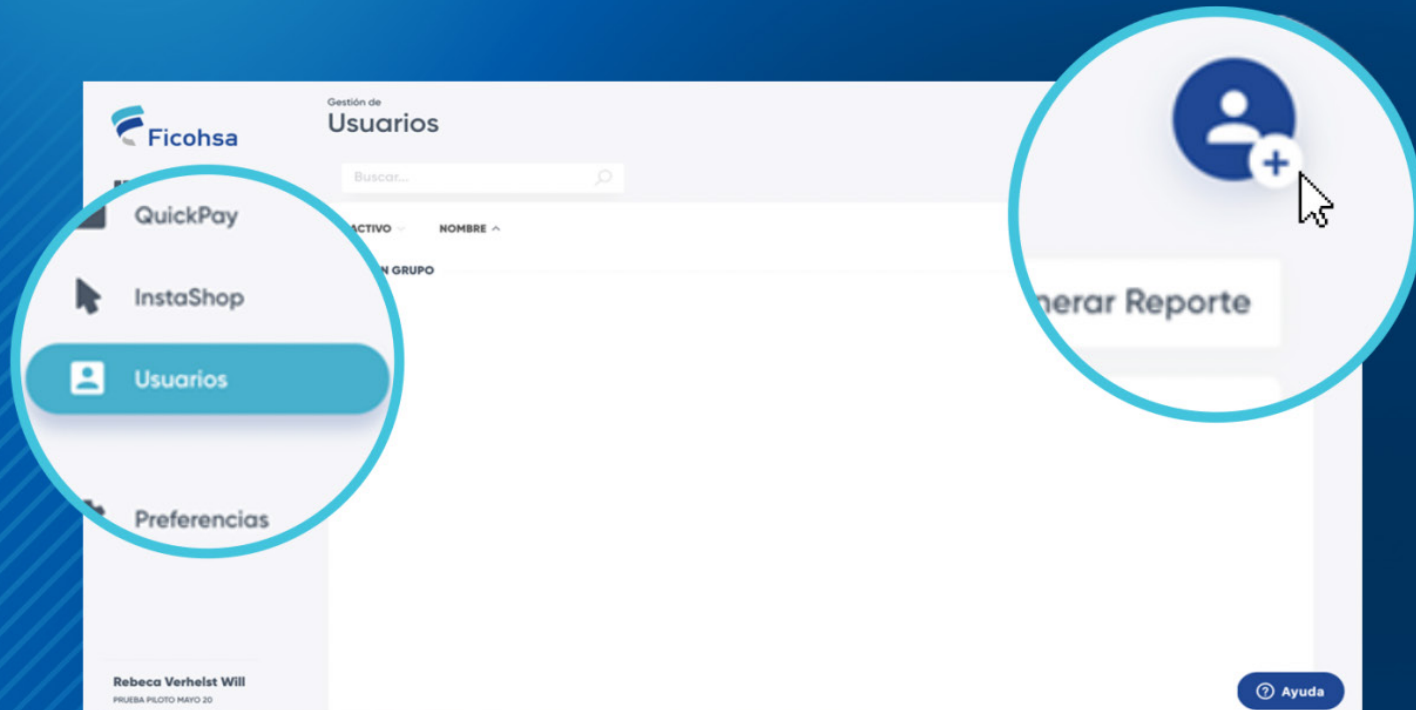 Ficohsa
Gestión de
Usuarios
Buscar...
ACTIVO
NOMBRE
GRUPO
QuickPay
InstaShop
Usuarios
Preferencias
Reporte
Rebeca Verhelst Will
PRUEBA PILOTO MAYO 20
Ayuda